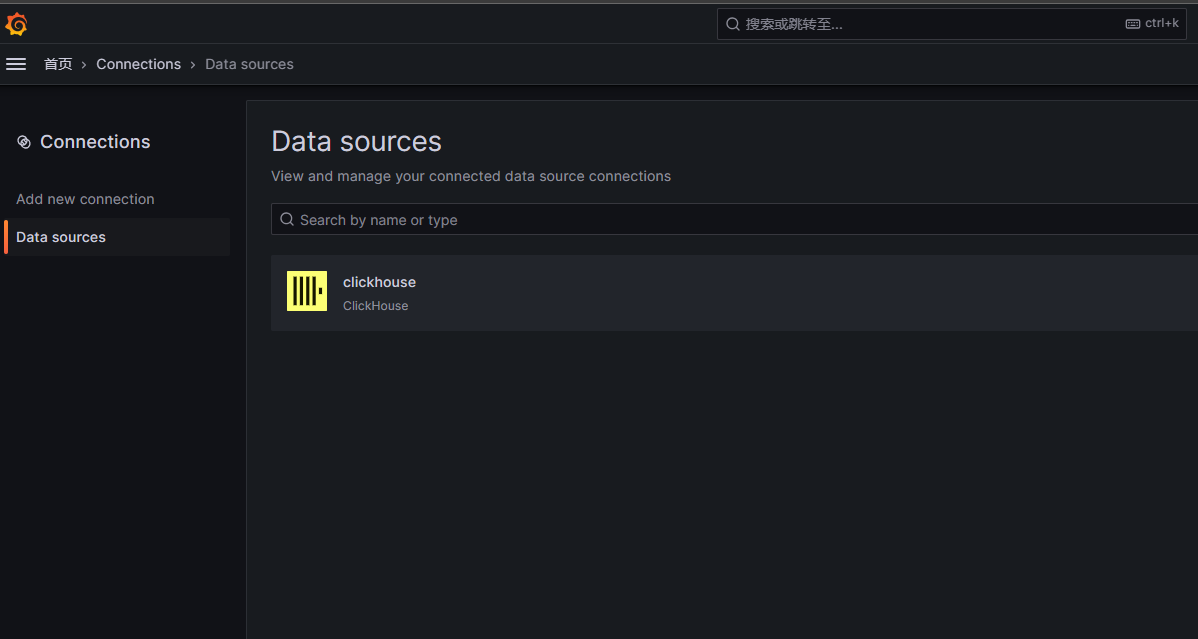 搜索或跳转至...
ctrl+k
首页 › Connections › Data sources
Connections
Add new connection
Data sources
Data sources
View and manage your connected data source connections
Search by name or type
clickhouse
ClickHouse